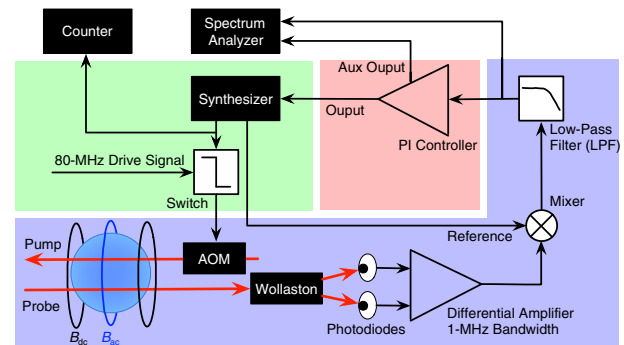 Counter
Spectrum
Analyzer
Aux Ouput
Synthesizer
Ouput
PI Controller
Low-Pass
Filter (LPF)
80-MHz Drive Signal
Switch
Mixer
Reference
Pump
AOM
Probe
Wollaston
Photodiodes
Differential Amplifier
1-MHz Bandwidth
Bdc
Bac